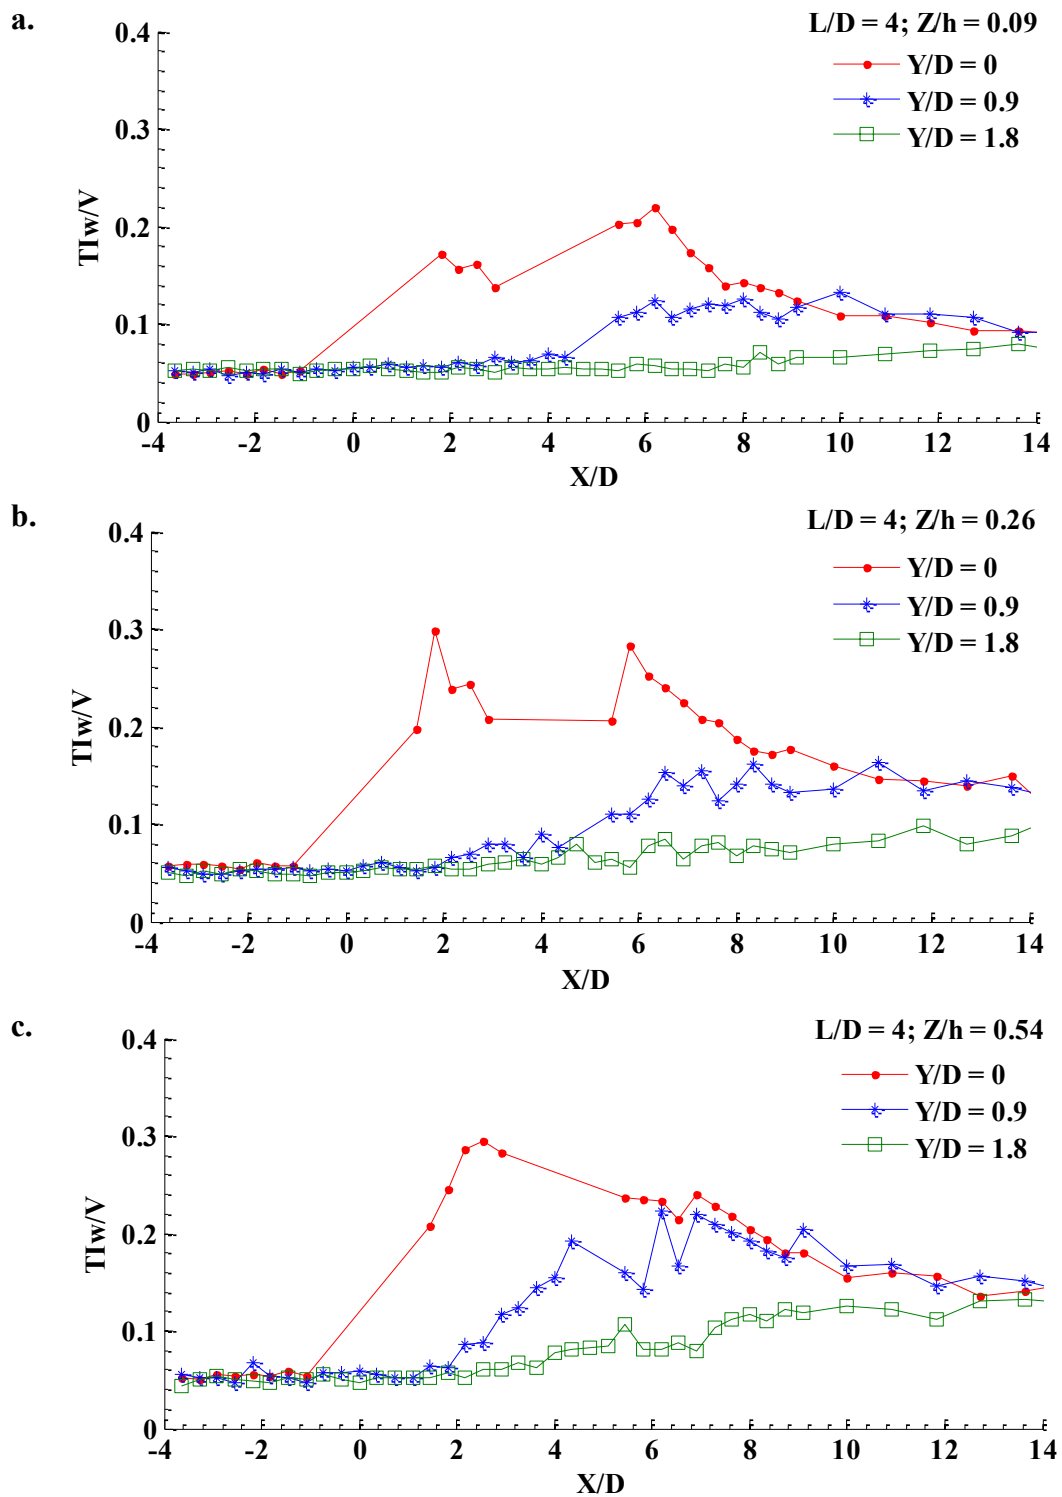 a.
L/D = 4; Z/h = 0.09
Y/D = 0
Y/D = 0.9
Y/D = 1.8
TIw/V
0.4
0.3
0.2
0.1
0
-4 -2 0 2 4 6 8 10 12 14
X/D
b.
L/D = 4; Z/h = 0.26
Y/D = 0
Y/D = 0.9
Y/D = 1.8
TIw/V
0.4
0.3
0.2
0.1
0
-4 -2 0 2 4 6 8 10 12 14
X/D
c.
L/D = 4; Z/h = 0.54
Y/D = 0
Y/D = 0.9
Y/D = 1.8
TIw/V
0.4
0.3
0.2
0.1
0
-4 -2 0 2 4 6 8 10 12 14
X/D